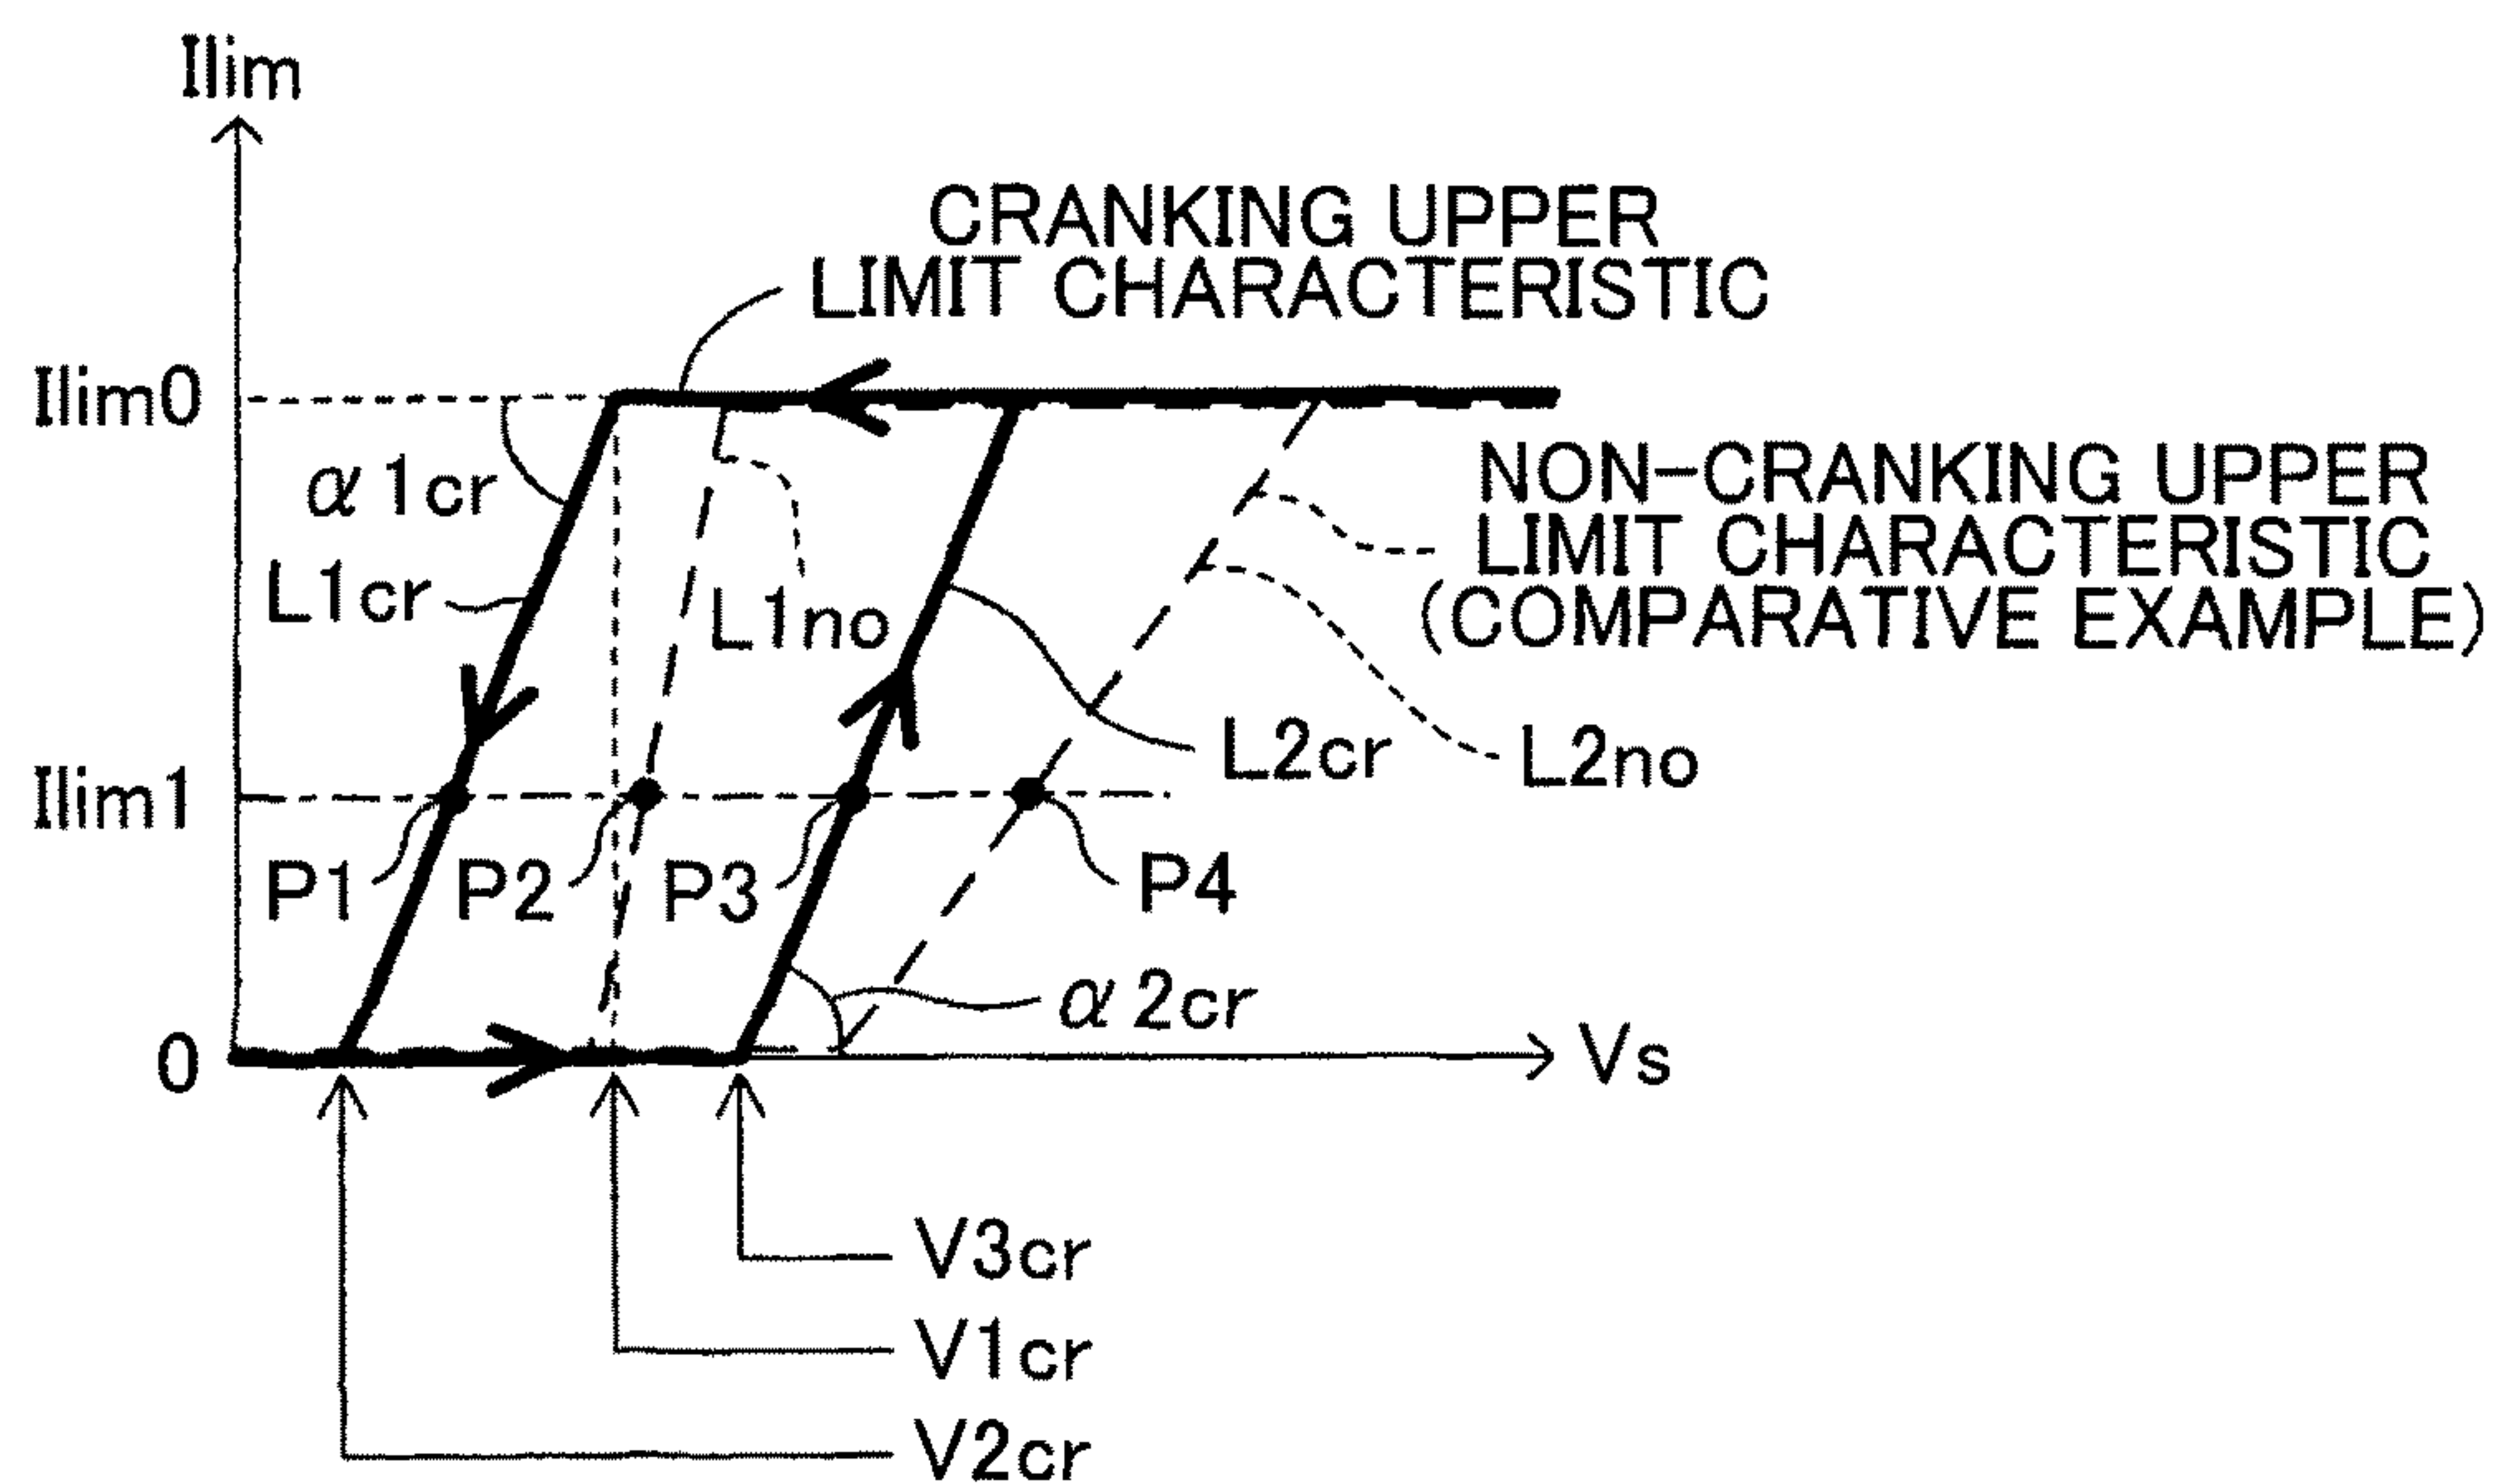 Ilim
CRANKING UPPER
LIMIT CHARACTERISTIC
Ilim0
α1cr
NON-CRANKING UPPER
LIMIT CHARACTERISTIC
(COMPARATIVE EXAMPLE)
L1cr
L1no
L2cr
L2no
Ilim1
P1
P2
P3
P4
α2cr
0
Vs
V3cr
V1cr
V2cr